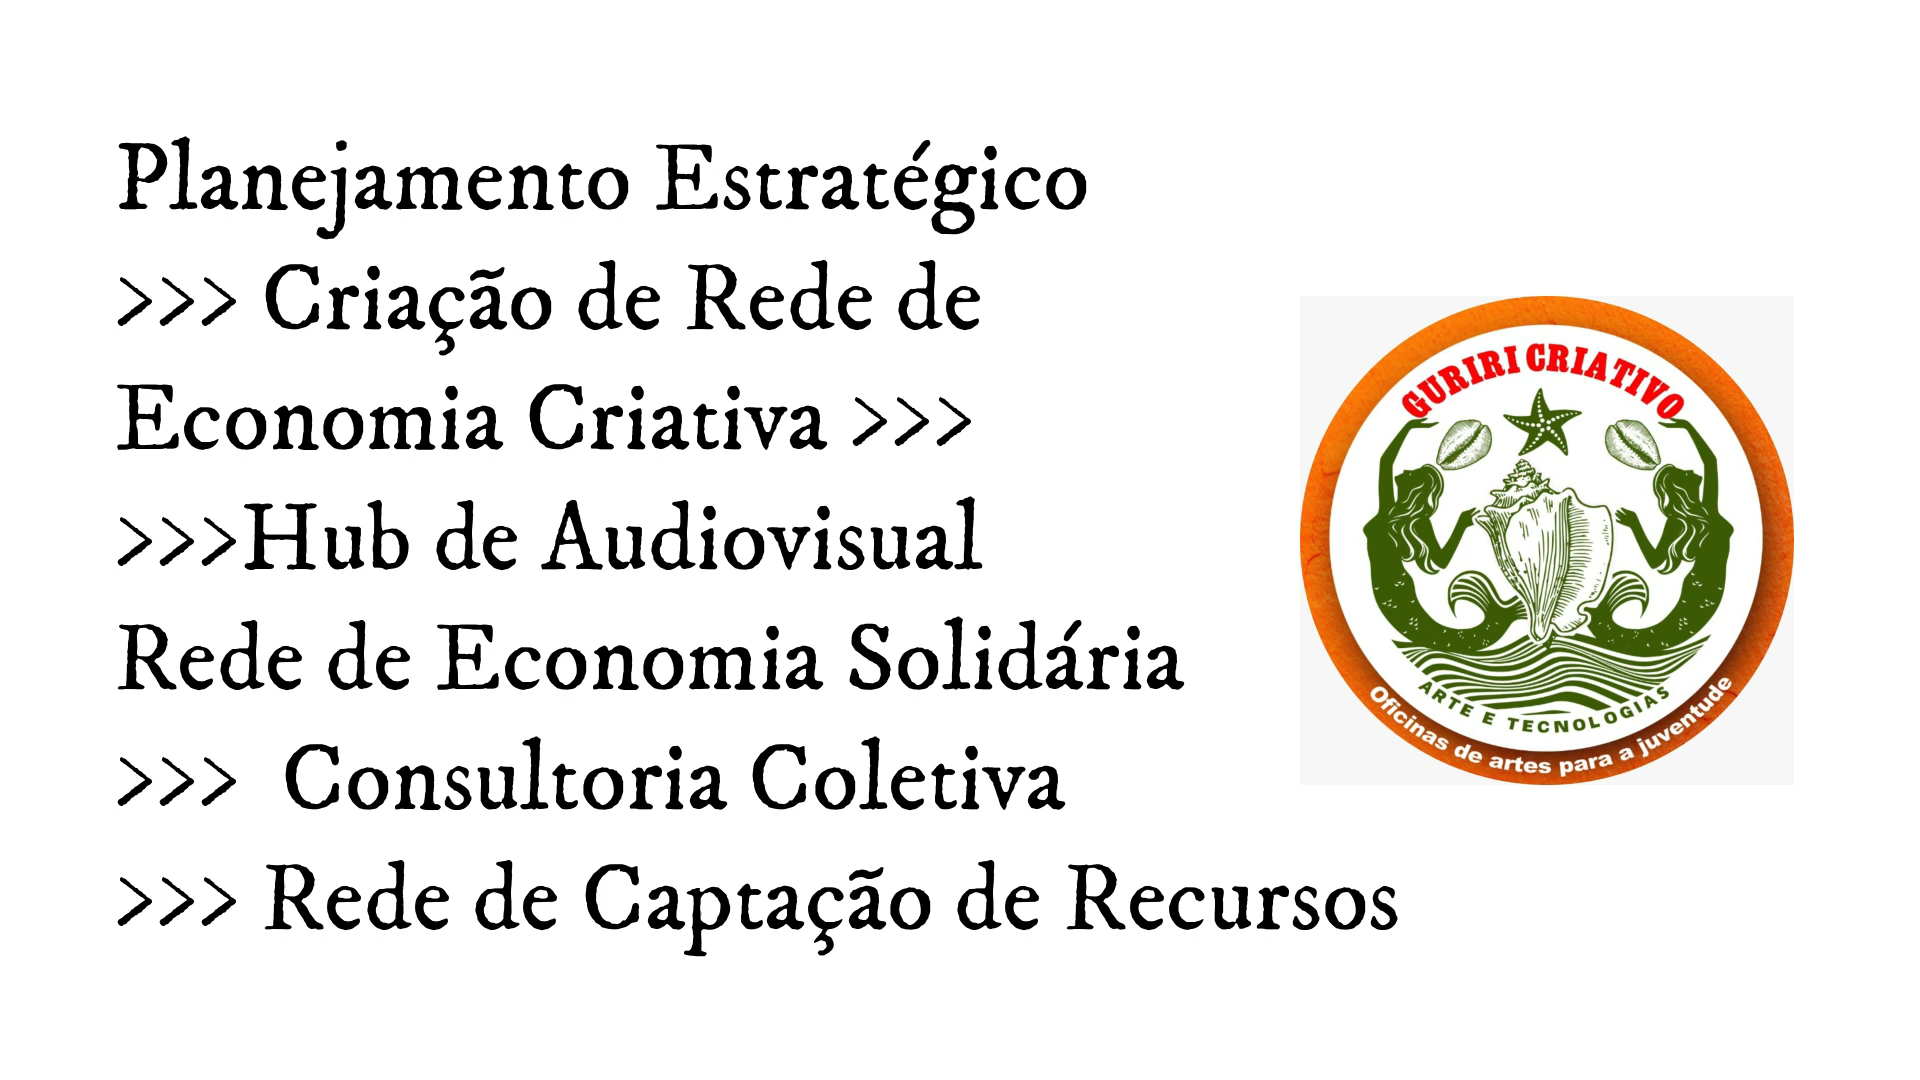 Planejamento Estratégico
>>> Criação de Rede de
Economia Criativa >>>
>>>Hub de Audiovisual
Rede de Economia Solidária
>>> Consultoria Coletiva
>>> Rede de Captação de Recursos
GURIRI CRIATIVO
ARTE E TECNOLOGIAS
Oficinas de artes para a juventude